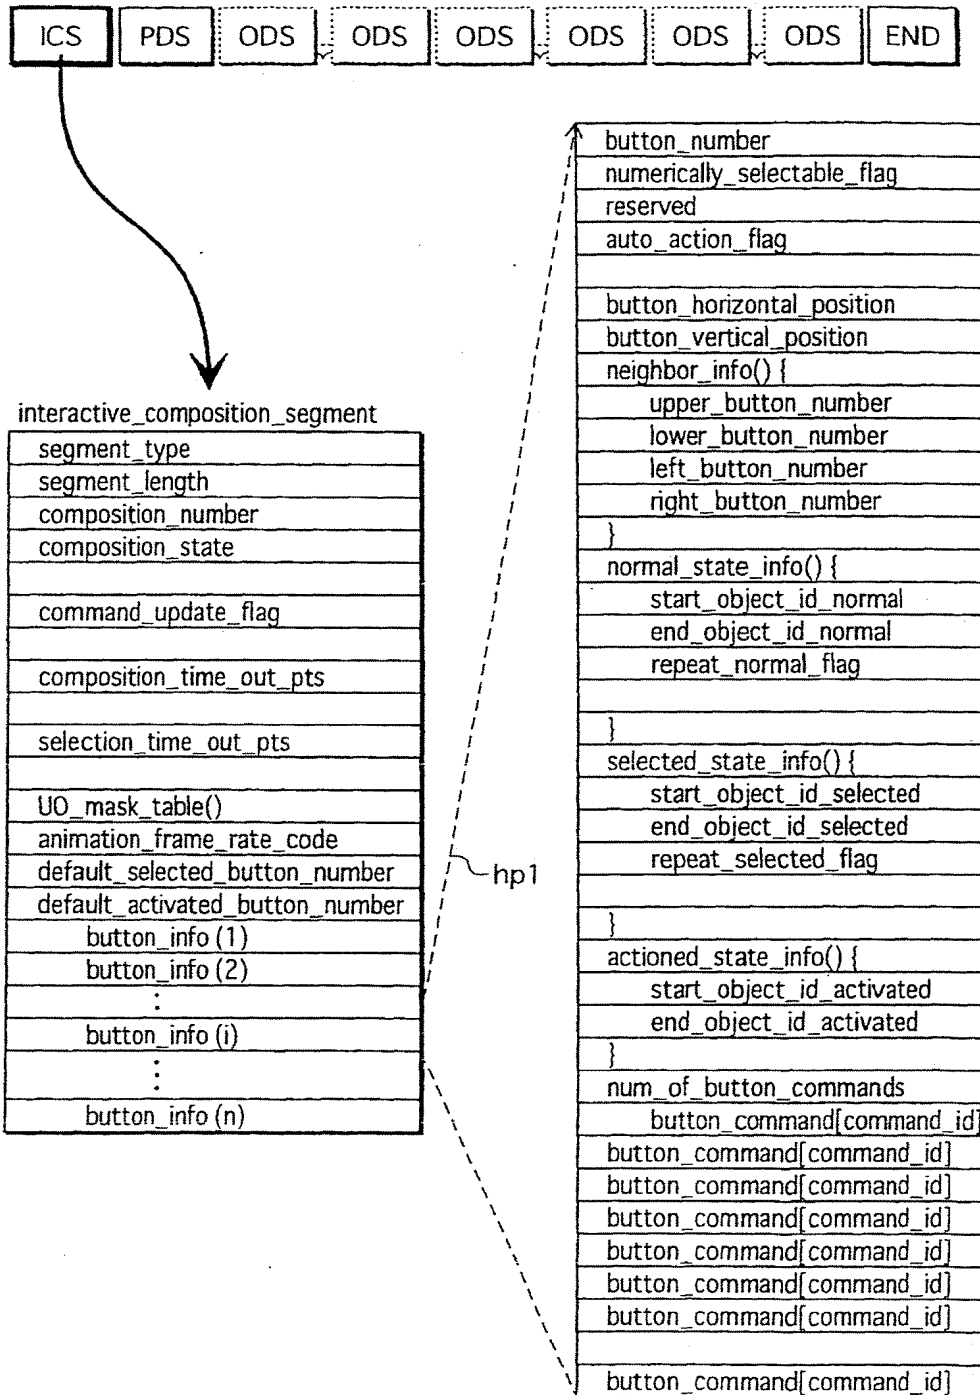 ICS PDS ODS ODS ODS ODS ODS ODS END
interactive_composition_segment
segment_type
segment_length
composition_number
composition_state
command_update_flag
composition_time_out_pts
selection_time_out_pts
UO_mask_table()
animation_frame_rate_code
default_selected_button_number
default_activated_button_number
button_info (1)
button_info (2)
⋮
button_info (i)
⋮
button_info (n)
hp1
button_number
numerically_selectable_flag
reserved
auto_action_flag
button_horizontal_position
button_vertical_position
neighbor_info() {
upper_button_number
lower_button_number
left_button_number
right_button_number
}
normal_state_info() {
start_object_id_normal
end_object_id_normal
repeat_normal_flag
}
selected_state_info() {
start_object_id_selected
end_object_id_selected
repeat_selected_flag
}
actioned_state_info() {
start_object_id_activated
end_object_id_activated
}
num_of_button_commands
button_command[command_id]
button_command[command_id]
button_command[command_id]
button_command[command_id]
button_command[command_id]
button_command[command_id]
button_command[command_id]
button_command[command_id]